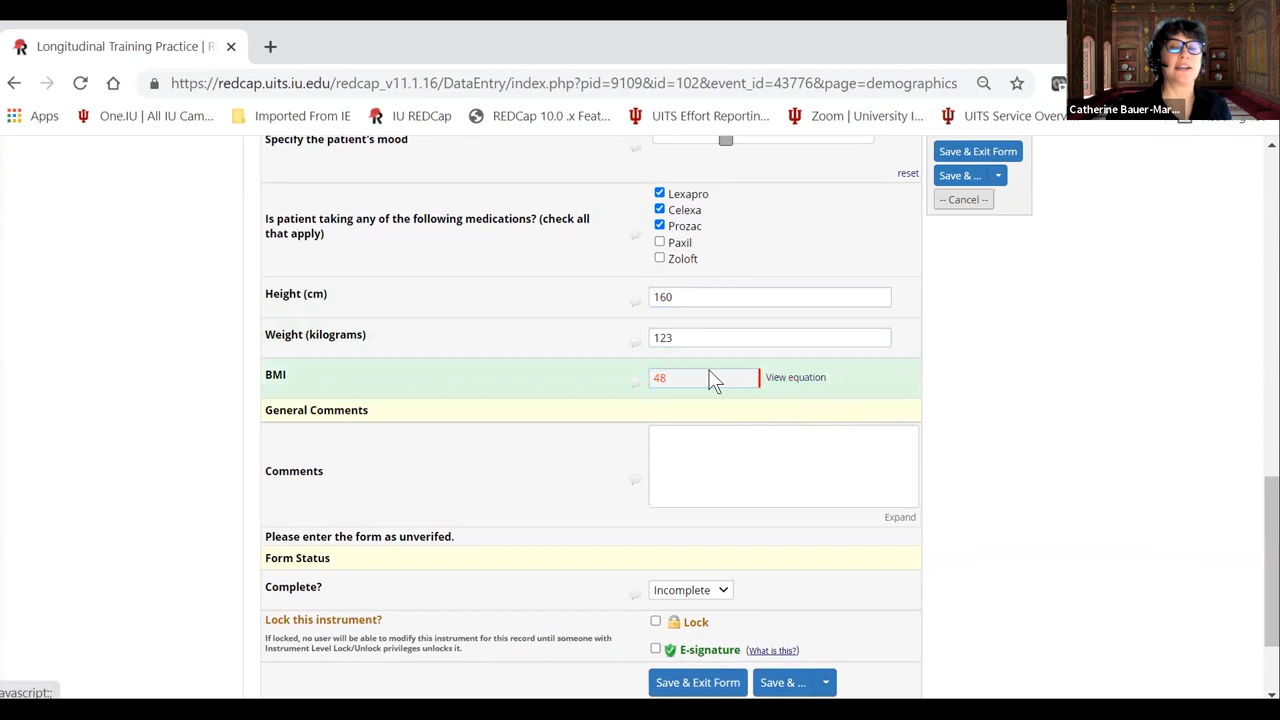 Longitudinal Training Practice | R
https://redcap.uits.iu.edu/redcap_v11.1.16/DataEntry/index.php?pid=9109&id=102&event_id=43776&page=demographics
Apps
One.IU | All IU Cam...
Imported From IE
IU REDCap
REDCap 10.0 .x Feat...
UITS Effort Reportin...
Zoom | University I...
UITS Service Overv
Catherine Bauer-Mar...
Specify the patient's mood
reset
Is patient taking any of the following medications? (check all
that apply)
Lexapro
Celexa
Prozac
Paxil
Zoloft
Height (cm)
160
Weight (kilograms)
123
BMI
48
View equation
General Comments
Comments
Expand
Please enter the form as unverifed.
Form Status
Complete?
Incomplete
Lock this instrument?
If locked, no user will be able to modify this instrument for this record until someone with
Instrument Level Lock/Unlock privileges unlocks it.
Lock
E-signature (What is this?)
Save & Exit Form
Save & ...
Save & Exit Form
Save & ...
-- Cancel --
avascript:;